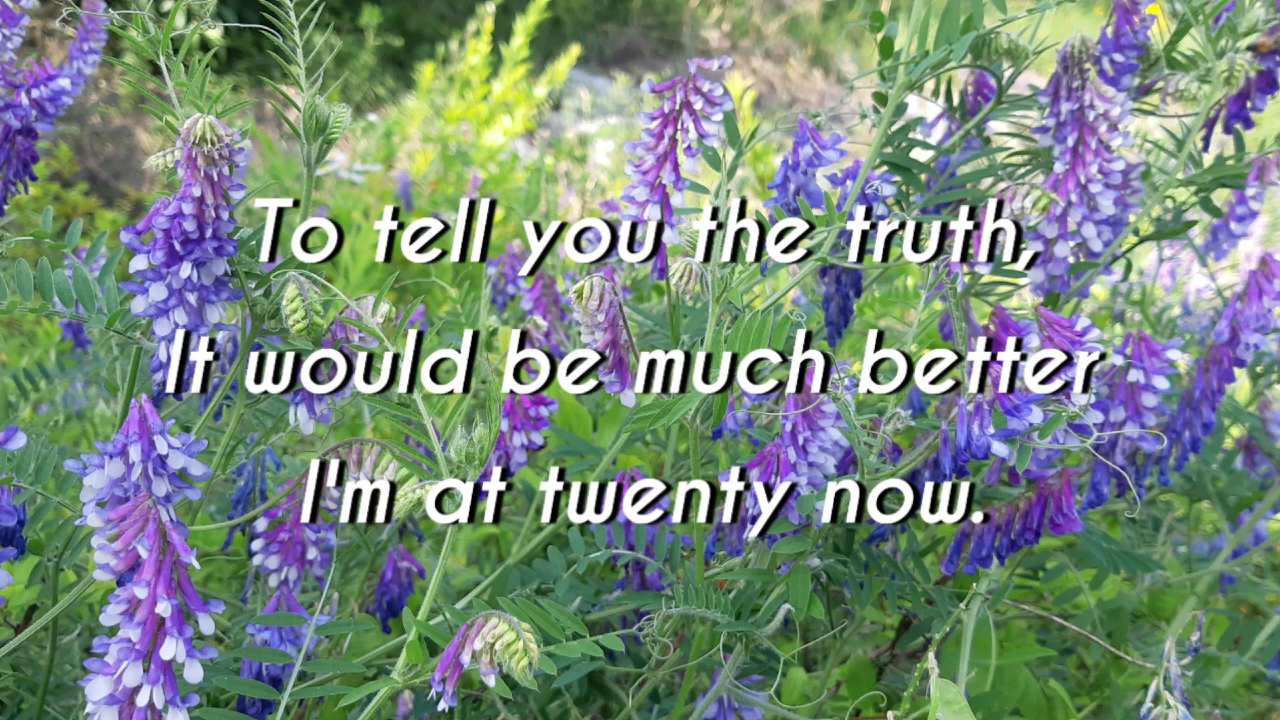 To tell you the truth,
It would be much better
I'm at twenty now.